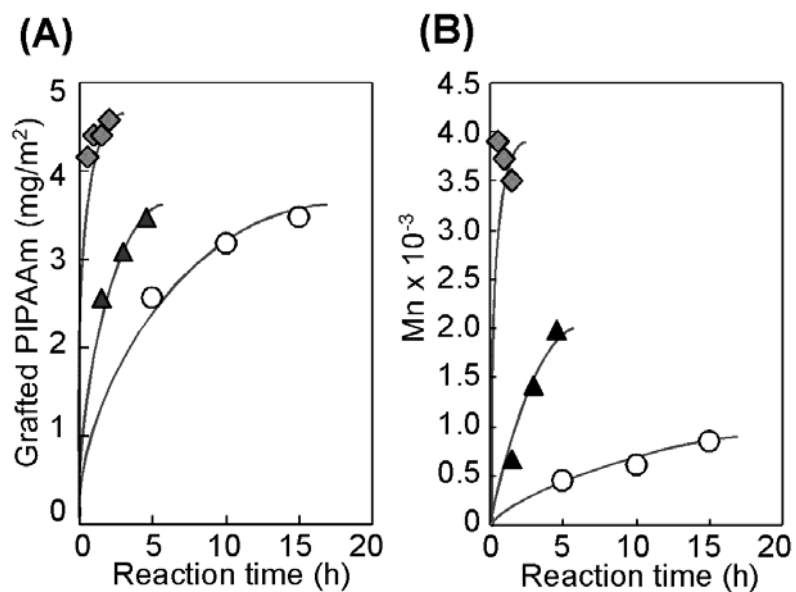 (A)
Grafted PIPAAm (mg/m²)
5
4
3
2
1
0
0 5 10 15 20
Reaction time (h)
(B)
Mn x 10⁻³
4.5
4.0
3.5
3.0
2.5
2.0
1.5
1.0
0.5
0
0 5 10 15 20
Reaction time (h)